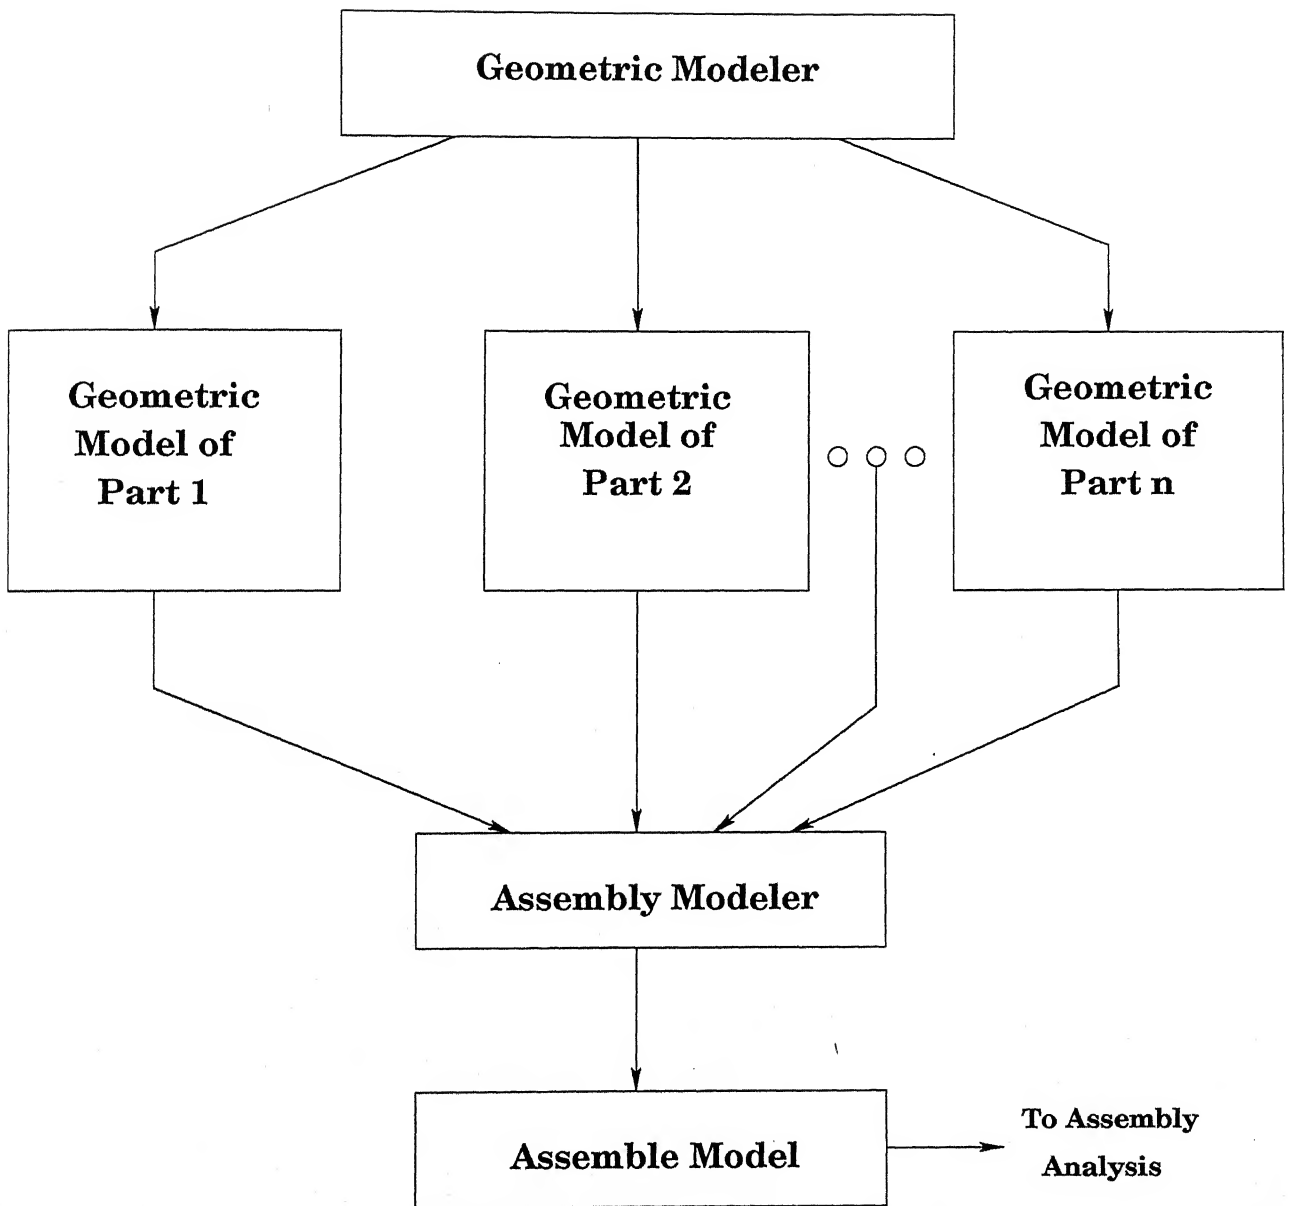 Geometric Modeler
Geometric
Model of
Part 1
Geometric
Model of
Part 2
Geometric
Model of
Part n
Assembly Modeler
Assemble Model
To Assembly
Analysis